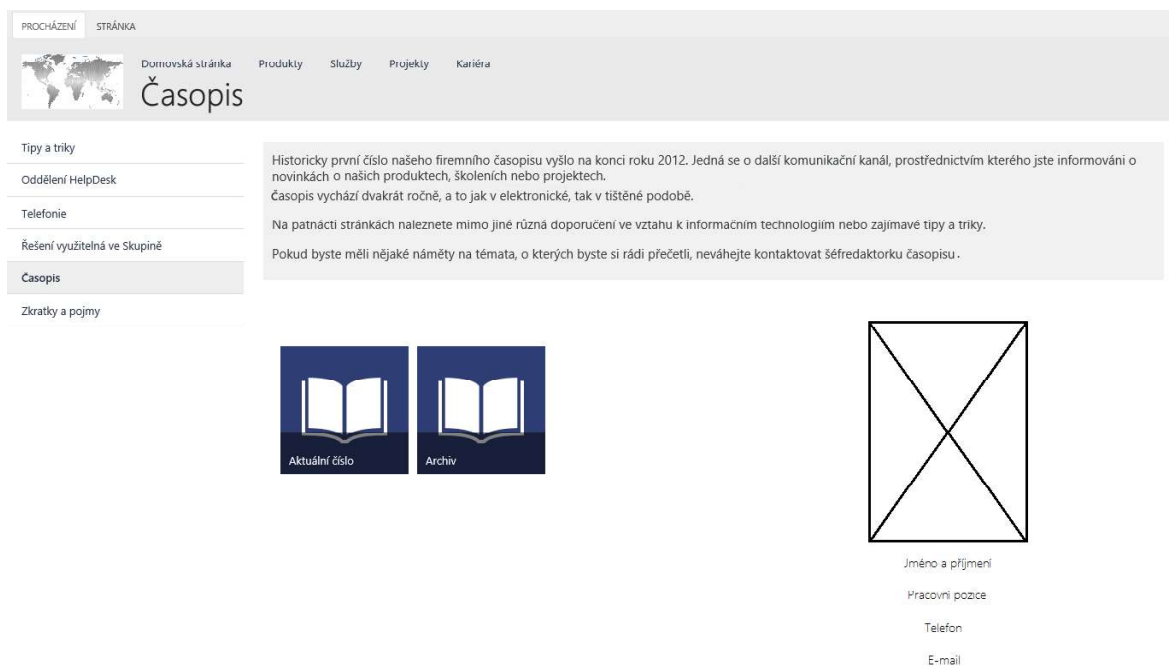 PROCHÁZENÍ STRÁNKA
Domovská stránka Produkty Služby Projekty Kariéra
Časopis
Tipy a triky
Oddělení HelpDesk
Telefonie
Řešení využitelná ve Skupině
Časopis
Zkratky a pojmy
Historicky první číslo našeho firemního časopisu vyšlo na konci roku 2012. Jedná se o další komunikační kanál, prostřednictvím kterého jste informováni o
novinkách o našich produktech, školeních nebo projektech.
Časopis vychází dvakrát ročně, a to jak v elektronické, tak v tištěné podobě.
Na patnácti stránkách naleznete mimo jiné různá doporučení ve vztahu k informačním technologiím nebo zajímavé tipy a triky.
Pokud byste měli nějaké náměty na témata, o kterých byste si rádi přečetli, neváhejte kontaktovat šéfredaktorku časopisu.
Aktuální číslo
Archiv
Jméno a příjmení
Pracovní pozice
Telefon
E-mail